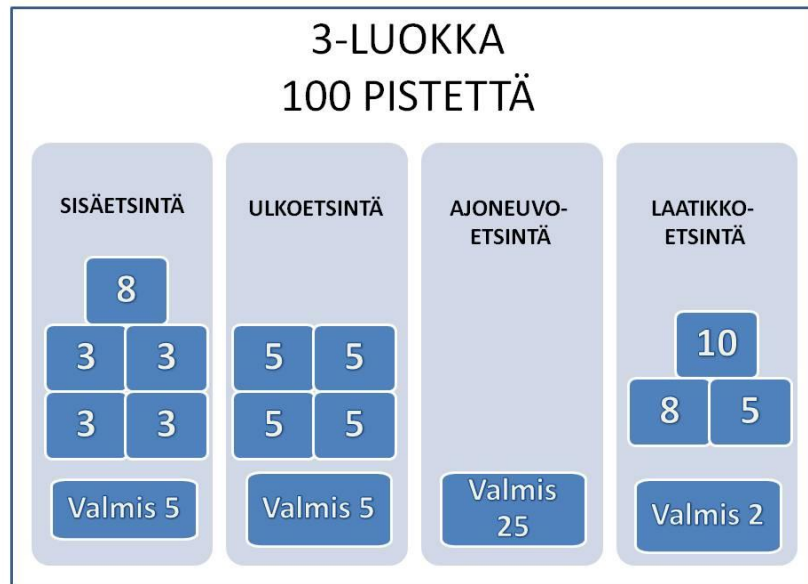 3-LUOKKA
100 PISTETTÄ
SISÄETSINTÄ
8
3 3
3 3
Valmis 5
ULKOETSINTÄ
5 5
5 5
Valmis 5
AJONEUVO-
ETSINTÄ
Valmis
25
LAATIKKO-
ETSINTÄ
10
8 5
Valmis 2